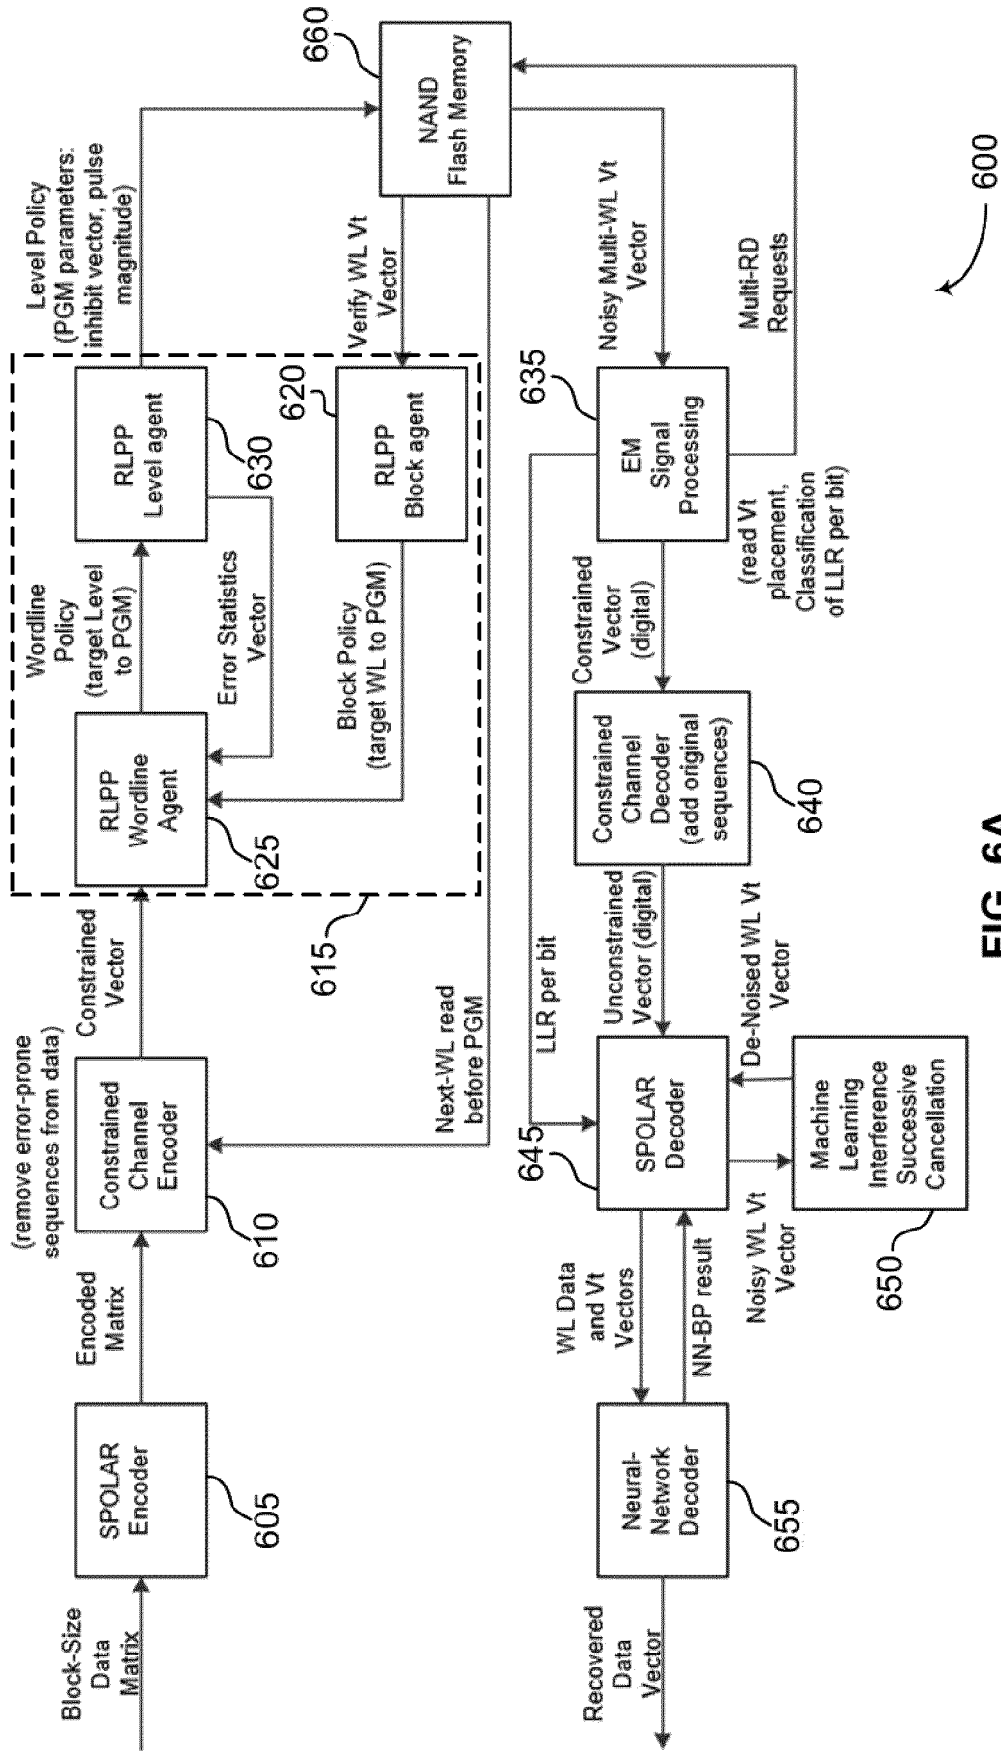 Block-Size
Data
Matrix
SPOLAR
Encoder
605
Encoded
Matrix
(remove error-prone
sequences from data)
Constrained
Channel
Encoder
610
Constrained
Vector
615
RLPP
Wordline
Agent
625
Wordline
Policy
(target Level
to PGM)
Error Statistics
Vector
RLPP
Level agent
630
Level Policy
(PGM parameters:
inhibit vector, pulse
magnitude)
Block Policy
(target WL to PGM)
RLPP
Block agent
620
Verify WL Vt
Vector
NAND
Flash Memory
660
Next-WL read
before PGM
Noisy Multi-WL Vt
Vector
Multi-RD
Requests
EM
Signal
Processing
635
(read Vt
placement,
Classification
of LLR per bit)
Constrained
Vector
(digital)
LLR per bit
Constrained
Channel
Decoder
(add original
sequences)
640
Unconstrained
Vector (digital)
SPOLAR
Decoder
645
De-Noised WL Vt
Vector
Noisy WL Vt
Vector
Machine
Learning
Interference
Successive
Cancellation
650
WL Data
and Vt
Vectors
NN-BP result
Neural-
Network
Decoder
655
Recovered
Data
Vector
600
FIG. 6A